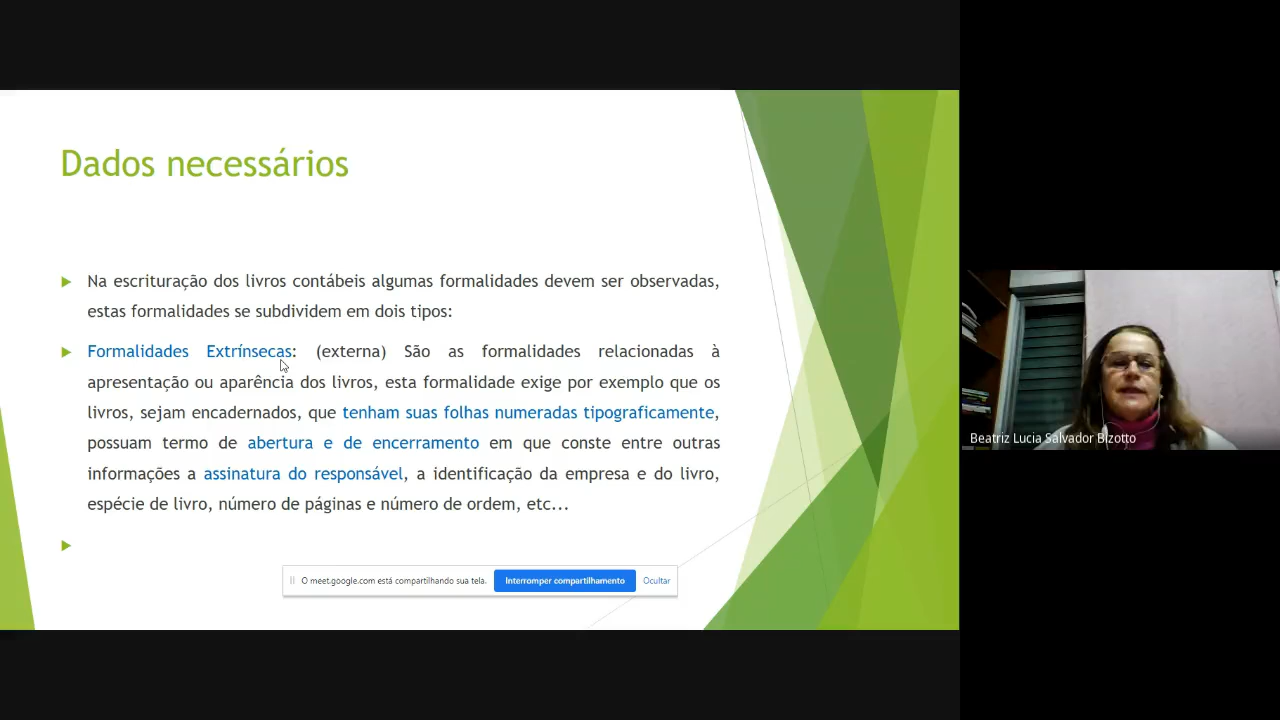 Dados necessários
Na escrituração dos livros contábeis algumas formalidades devem ser observadas,
estas formalidades se subdividem em dois tipos:
Formalidades Extrínsecas: (externa) São as formalidades relacionadas à
apresentação ou aparência dos livros, esta formalidade exige por exemplo que os
livros, sejam encadernados, que tenham suas folhas numeradas tipograficamente,
possuam termo de abertura e de encerramento em que conste entre outras
informações a assinatura do responsável, a identificação da empresa e do livro,
espécie de livro, número de páginas e número de ordem, etc...
O meet.google.com está compartilhando sua tela. Interromper compartilhamento Ocultar
Beatriz Lucia Salvador Bizotto